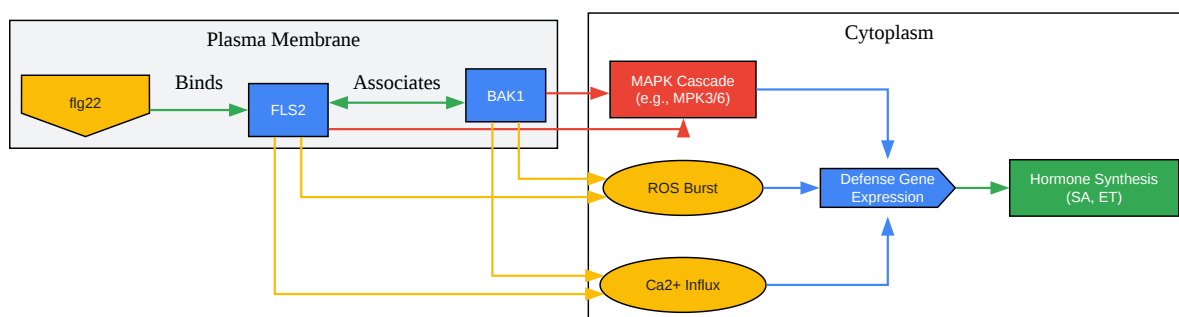 Plasma Membrane
Cytoplasm
flg22
Binds
FLS2
Associates
BAK1
MAPK Cascade
(e.g., MPK3/6)
ROS Burst
Ca2+ Influx
Defense Gene
Expression
Hormone Synthesis
(SA, ET)